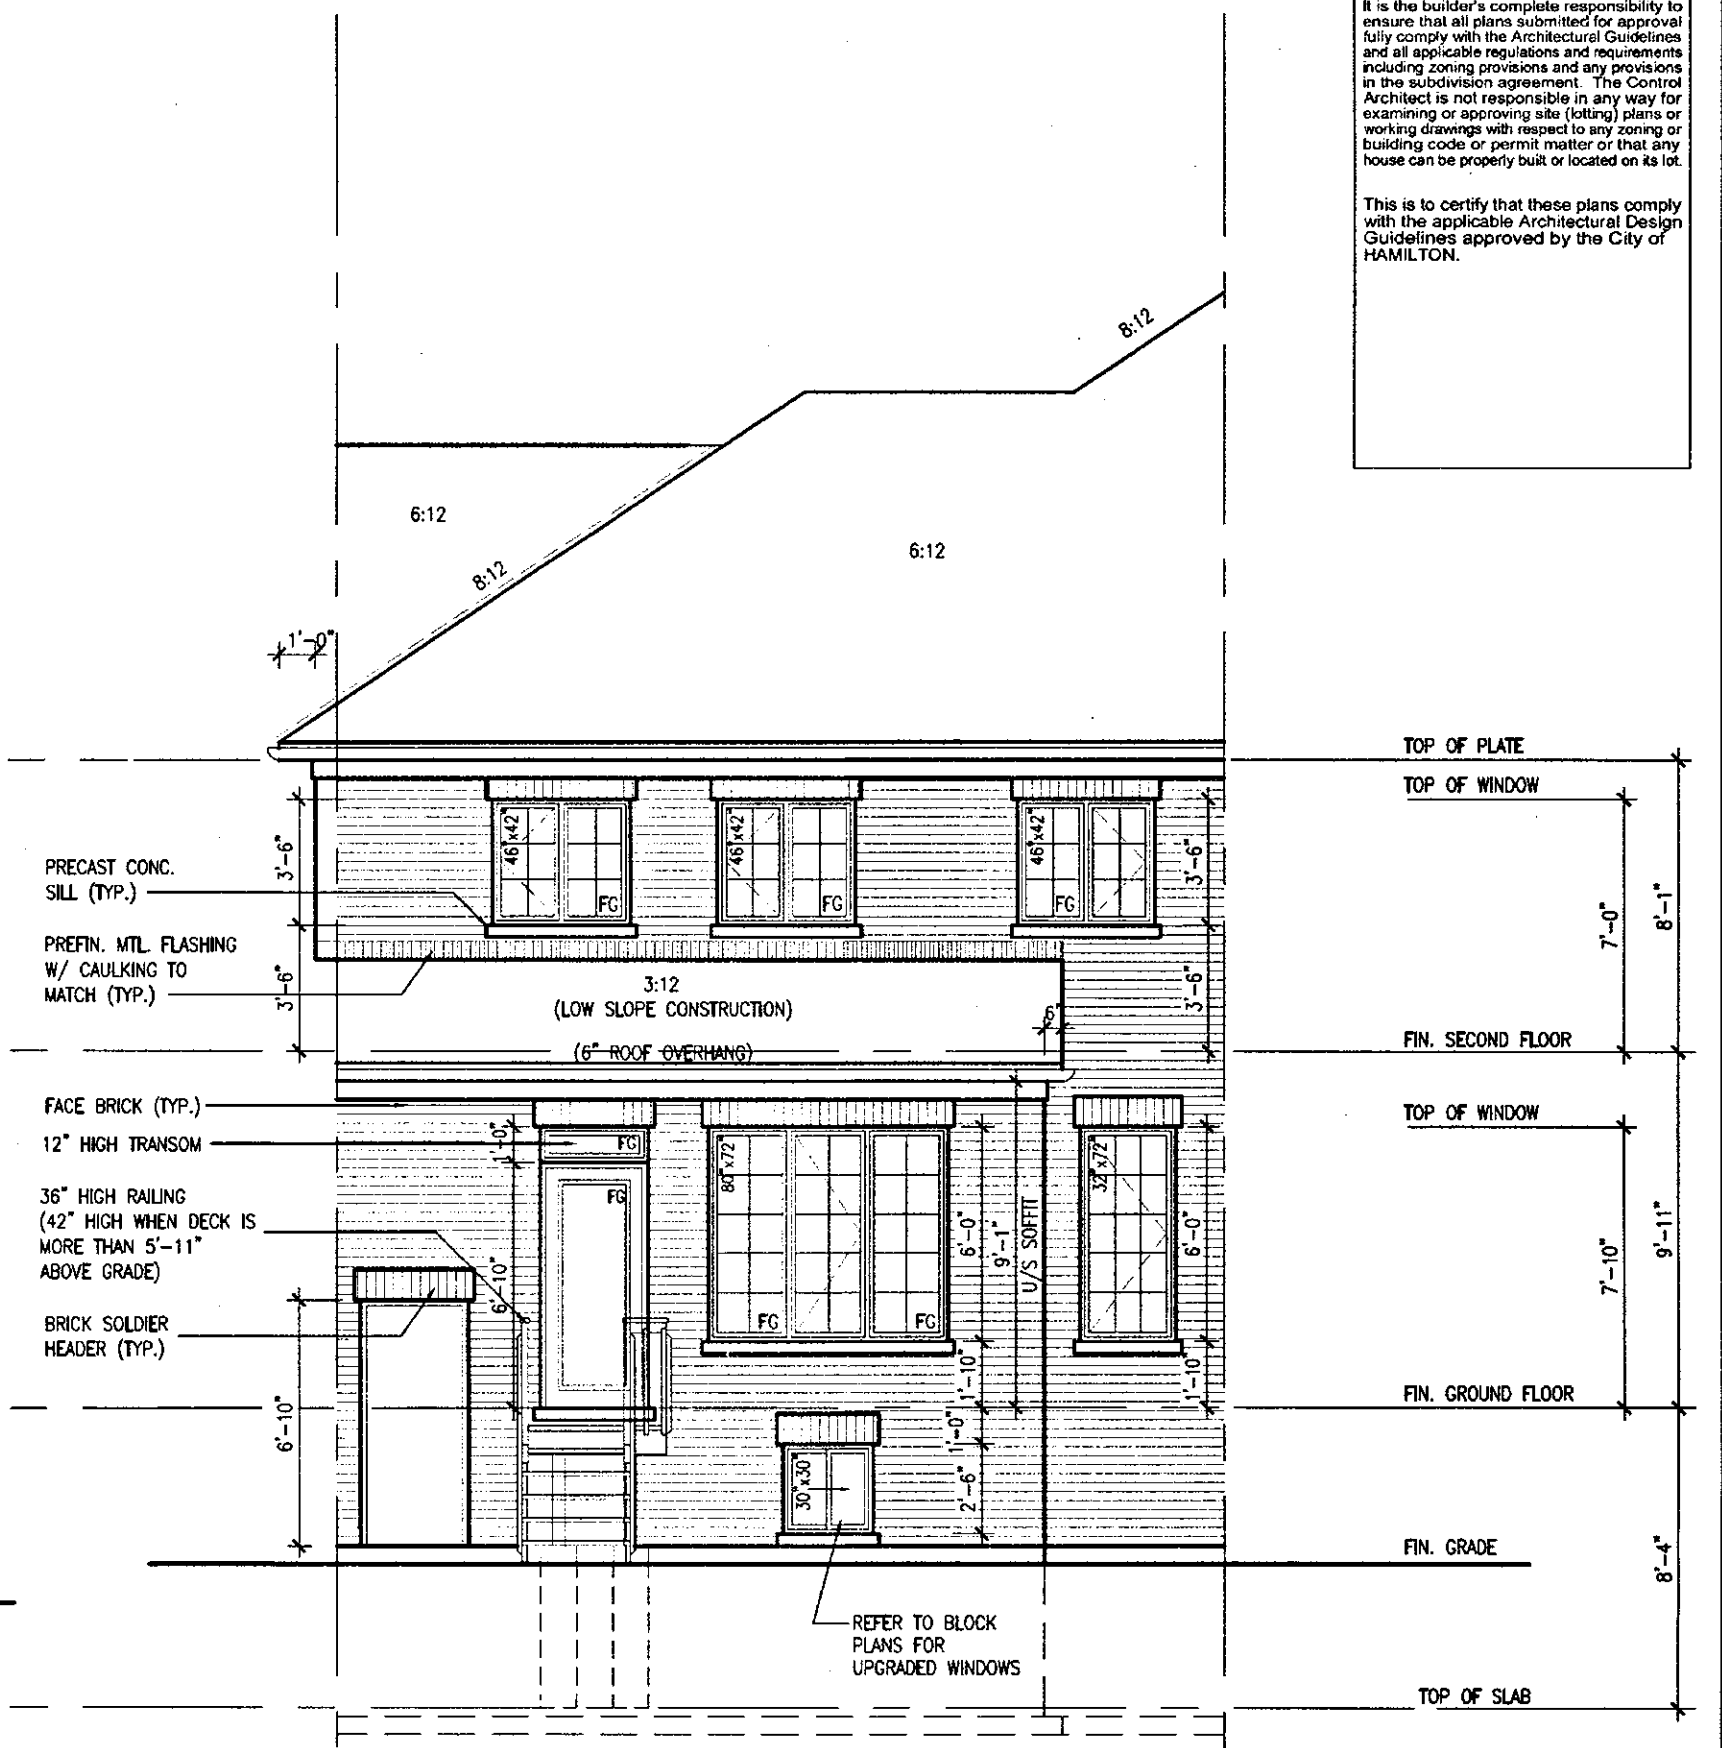 It is the builder's complete responsibility to
ensure that all plans submitted for approval
fully comply with the Architectural Guidelines
and all applicable regulations and requirements
including zoning provisions and any provisions
in the subdivision agreement. The Control
Architect is not responsible in any way for
examining or approving site (lotting) plans or
working drawings with respect to any zoning or
building code or permit matter or that any
house can be properly built or located on its lot.
This is to certify that these plans comply
with the applicable Architectural Design
Guidelines approved by the City of
HAMILTON.
8:12
6:12
6:12
8:12
1'-0"
TOP OF PLATE
TOP OF WINDOW
46"x42"
FG
46"x42"
FG
46"x42"
FG
3'-6"
3'-6"
3'-6"
3'-6"
7'-0"
8'-1"
PRECAST CONC.
SILL (TYP.)
PREFIN. MTL. FLASHING
W/ CAULKING TO
MATCH (TYP.)
3:12
(LOW SLOPE CONSTRUCTION)
6"
(6" ROOF OVERHANG)
FIN. SECOND FLOOR
FACE BRICK (TYP.)
12" HIGH TRANSOM
36" HIGH RAILING
(42" HIGH WHEN DECK IS
MORE THAN 5'-11"
ABOVE GRADE)
BRICK SOLDIER
HEADER (TYP.)
1'-0"
FG
FG
6'-10"
80"x72"
FG
FG
6'-0"
9'-1"
U/S SOFFIT
32"x72"
6'-0"
TOP OF WINDOW
7'-10"
9'-11"
1'-10"
1'-10"
FIN. GROUND FLOOR
6'-10"
1'-0"
2'-6"
30"x30"
FIN. GRADE
8'-4"
REFER TO BLOCK
PLANS FOR
UPGRADED WINDOWS
TOP OF SLAB